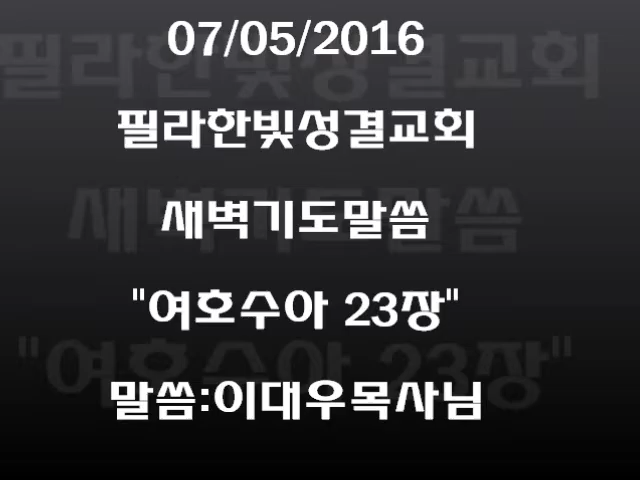 07/05/2016
필라한빛성결교회
새벽기도말씀
"여호수아 23장"
말씀:이대우목사님